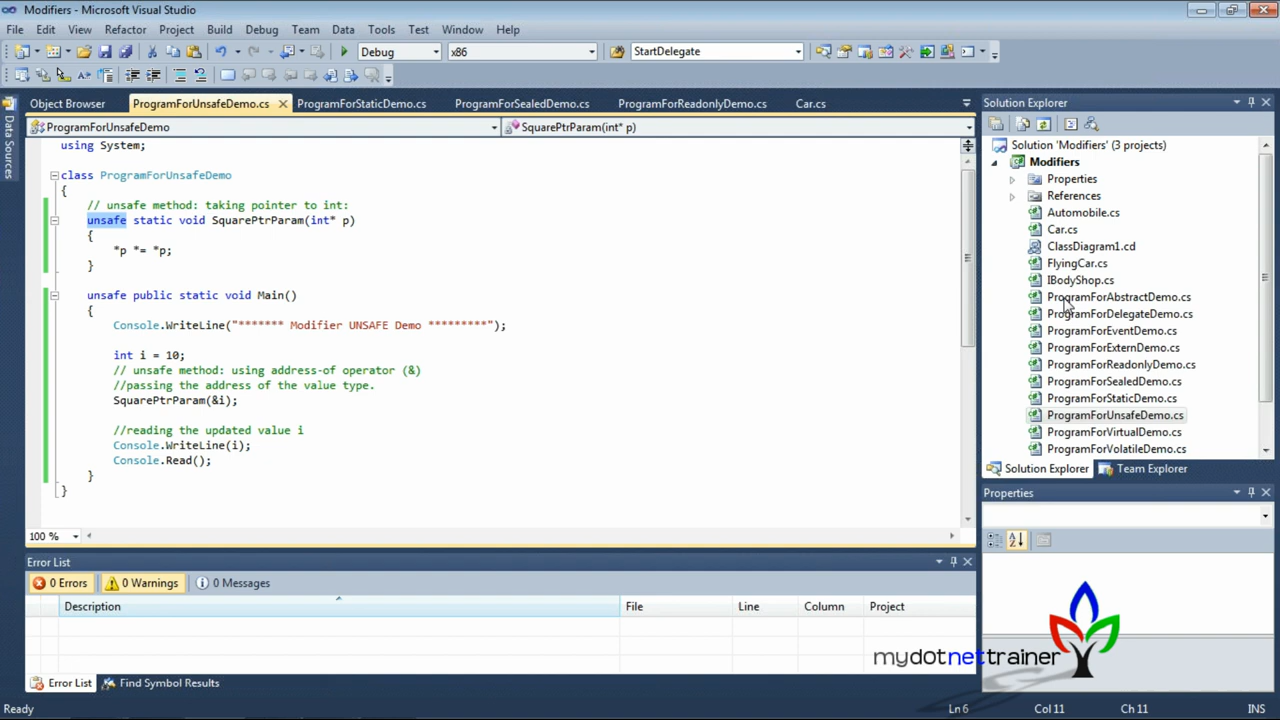 Modifiers - Microsoft Visual Studio
File Edit View Refactor Project Build Debug Team Data Tools Test Window Help
Debug x86 StartDelegate
Object Browser ProgramForUnsafeDemo.cs ProgramForStaticDemo.cs ProgramForSealedDemo.cs ProgramForReadonlyDemo.cs Car.cs
ProgramForUnsafeDemo SquarePtrParam(int* p)
Data Sources
using System;
class ProgramForUnsafeDemo
{
// unsafe method: taking pointer to int:
unsafe static void SquarePtrParam(int* p)
{
*p *= *p;
}
unsafe public static void Main()
{
Console.WriteLine("******* Modifier UNSAFE Demo *********");
int i = 10;
// unsafe method: using address-of operator (&)
//passing the address of the value type.
SquarePtrParam(&i);
//reading the updated value i
Console.WriteLine(i);
Console.Read();
}
}
100 %
Solution Explorer
Solution 'Modifiers' (3 projects)
Modifiers
Properties
References
Automobile.cs
Car.cs
ClassDiagram1.cd
FlyingCar.cs
IBodyShop.cs
ProgramForAbstractDemo.cs
ProgramForDelegateDemo.cs
ProgramForEventDemo.cs
ProgramForExternDemo.cs
ProgramForReadonlyDemo.cs
ProgramForSealedDemo.cs
ProgramForStaticDemo.cs
ProgramForUnsafeDemo.cs
ProgramForVirtualDemo.cs
ProgramForVolatileDemo.cs
Solution Explorer Team Explorer
Properties
Error List
0 Errors 0 Warnings 0 Messages
Description File Line Column Project
mydotnettrainer
Error List Find Symbol Results
Ready Ln 6 Col 11 Ch 11 INS